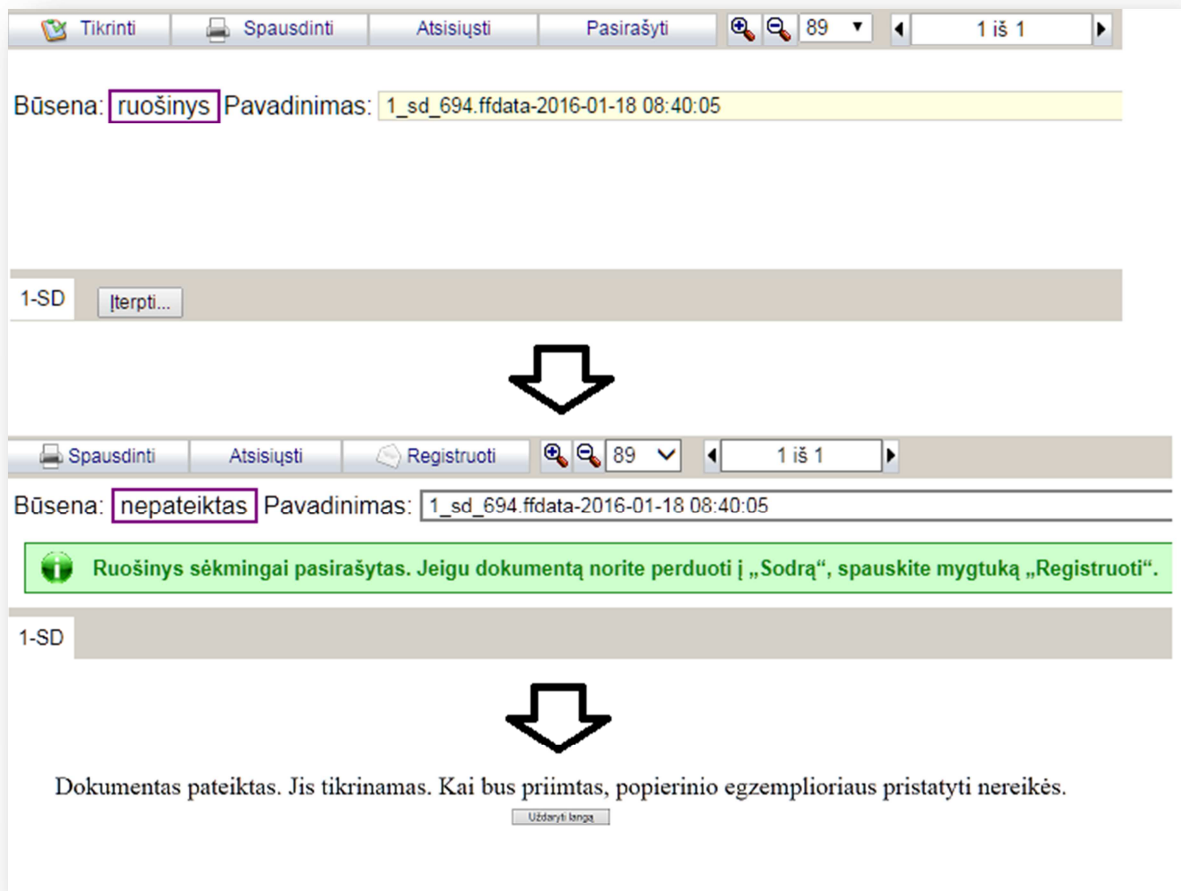 Tikrinti Spausdinti Atsisiųsti Pasirašyti 89 1 iš 1
Būsena: ruošinys Pavadinimas: 1_sd_694.ffdata-2016-01-18 08:40:05
1-SD Įterpti...
Spausdinti Atsisiųsti Registruoti 89 1 iš 1
Būsena: nepateiktas Pavadinimas: 1_sd_694.ffdata-2016-01-18 08:40:05
Ruošinys sėkmingai pasirašytas. Jeigu dokumentą norite perduoti į „Sodrą“, spauskite mygtuką „Registruoti“.
1-SD
Dokumentas pateiktas. Jis tikrinamas. Kai bus priimtas, popierinio egzemplioriaus pristatyti nereikės.
Uždaryti langą